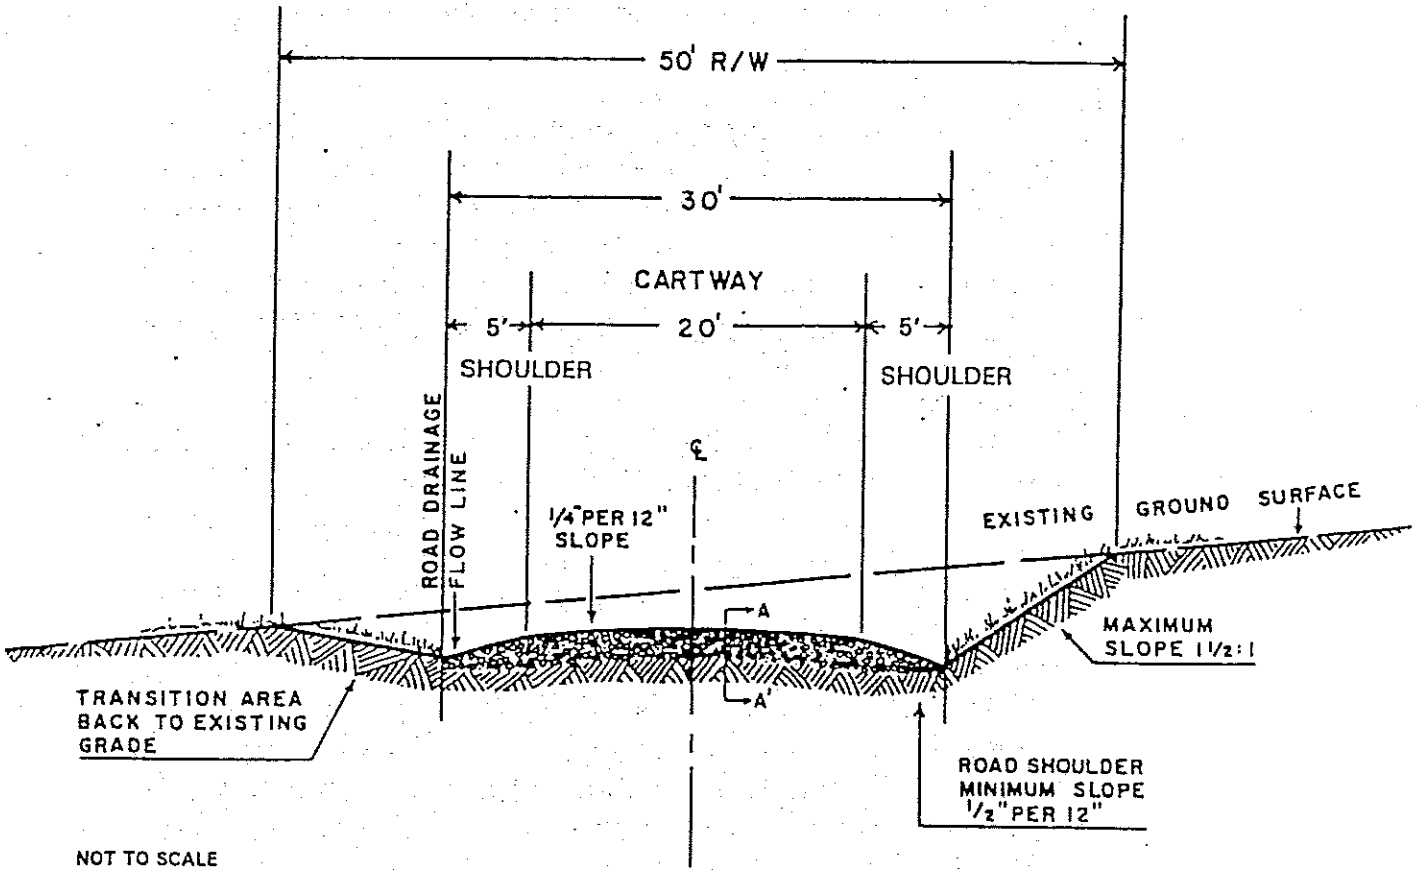 50' R/W
30'
CARTWAY
5'
20'
5'
SHOULDER
SHOULDER
ROAD DRAINAGE
FLOW LINE
℄
1/4" PER 12"
SLOPE
EXISTING GROUND SURFACE
A
MAXIMUM
SLOPE 1 1/2:1
A'
TRANSITION AREA
BACK TO EXISTING
GRADE
ROAD SHOULDER
MINIMUM SLOPE
1/2" PER 12"
NOT TO SCALE